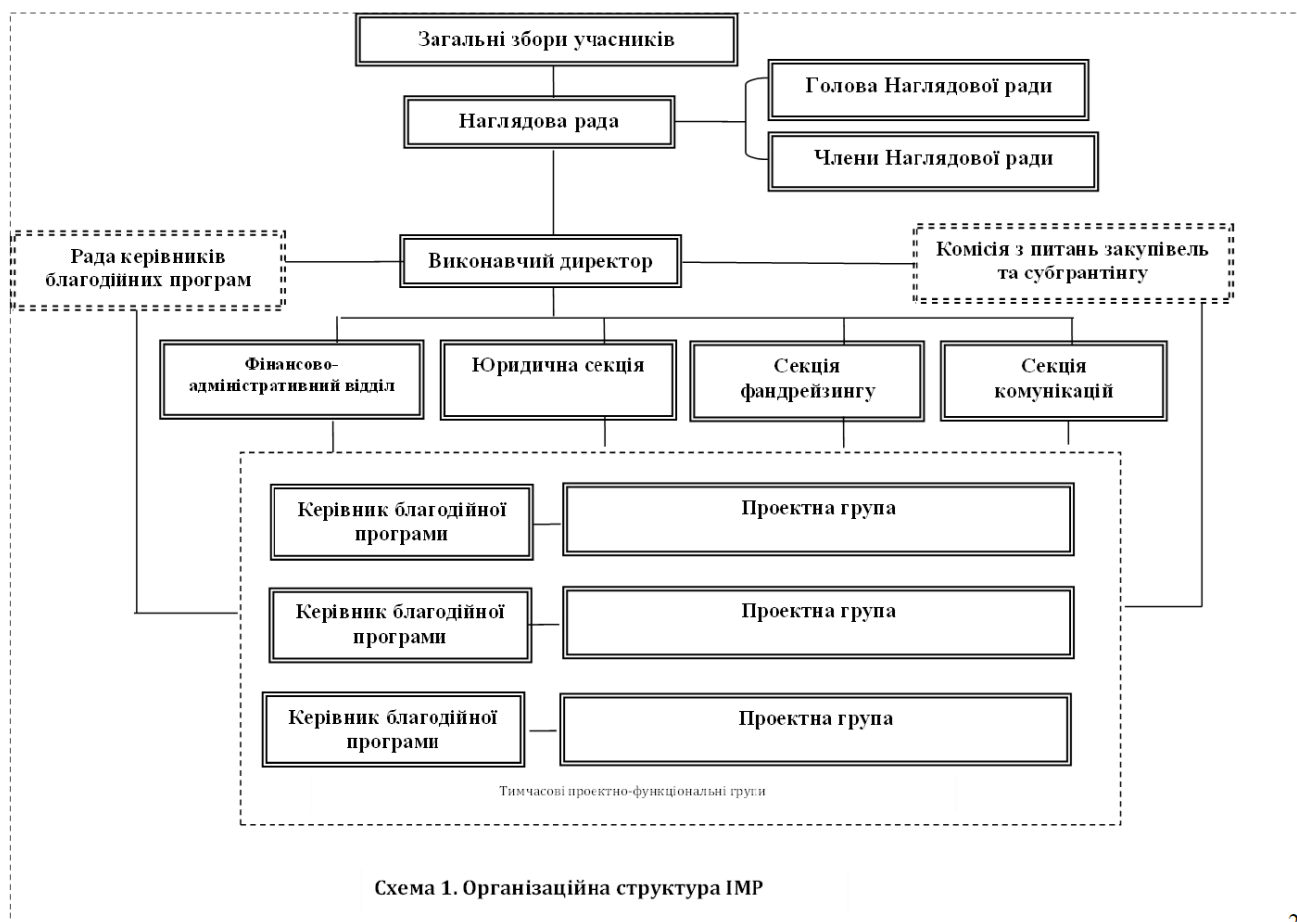 Загальні збори учасників
Голова Наглядової ради
Наглядова рада
Члени Наглядової ради
Рада керівників
благодійних програм
Виконавчий директор
Комісія з питань закупівель
та субгрантінгу
Фінансово-
адміністративний відділ
Юридична секція
Секція
фандрейзингу
Секція
комунікацій
Керівник благодійної
програми
Проектна група
Керівник благодійної
програми
Проектна група
Керівник благодійної
програми
Проектна група
Тимчасові проектно-функціональні групи
Схема 1. Організаційна структура ІМР
2